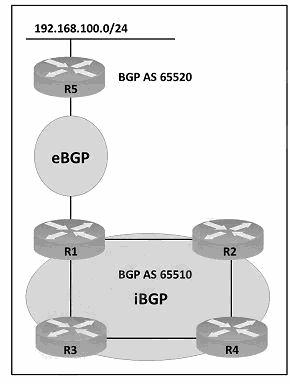 192.168.100.0/24
BGP AS 65520
R5
eBGP
R1
R2
BGP AS 65510
iBGP
R3
R4